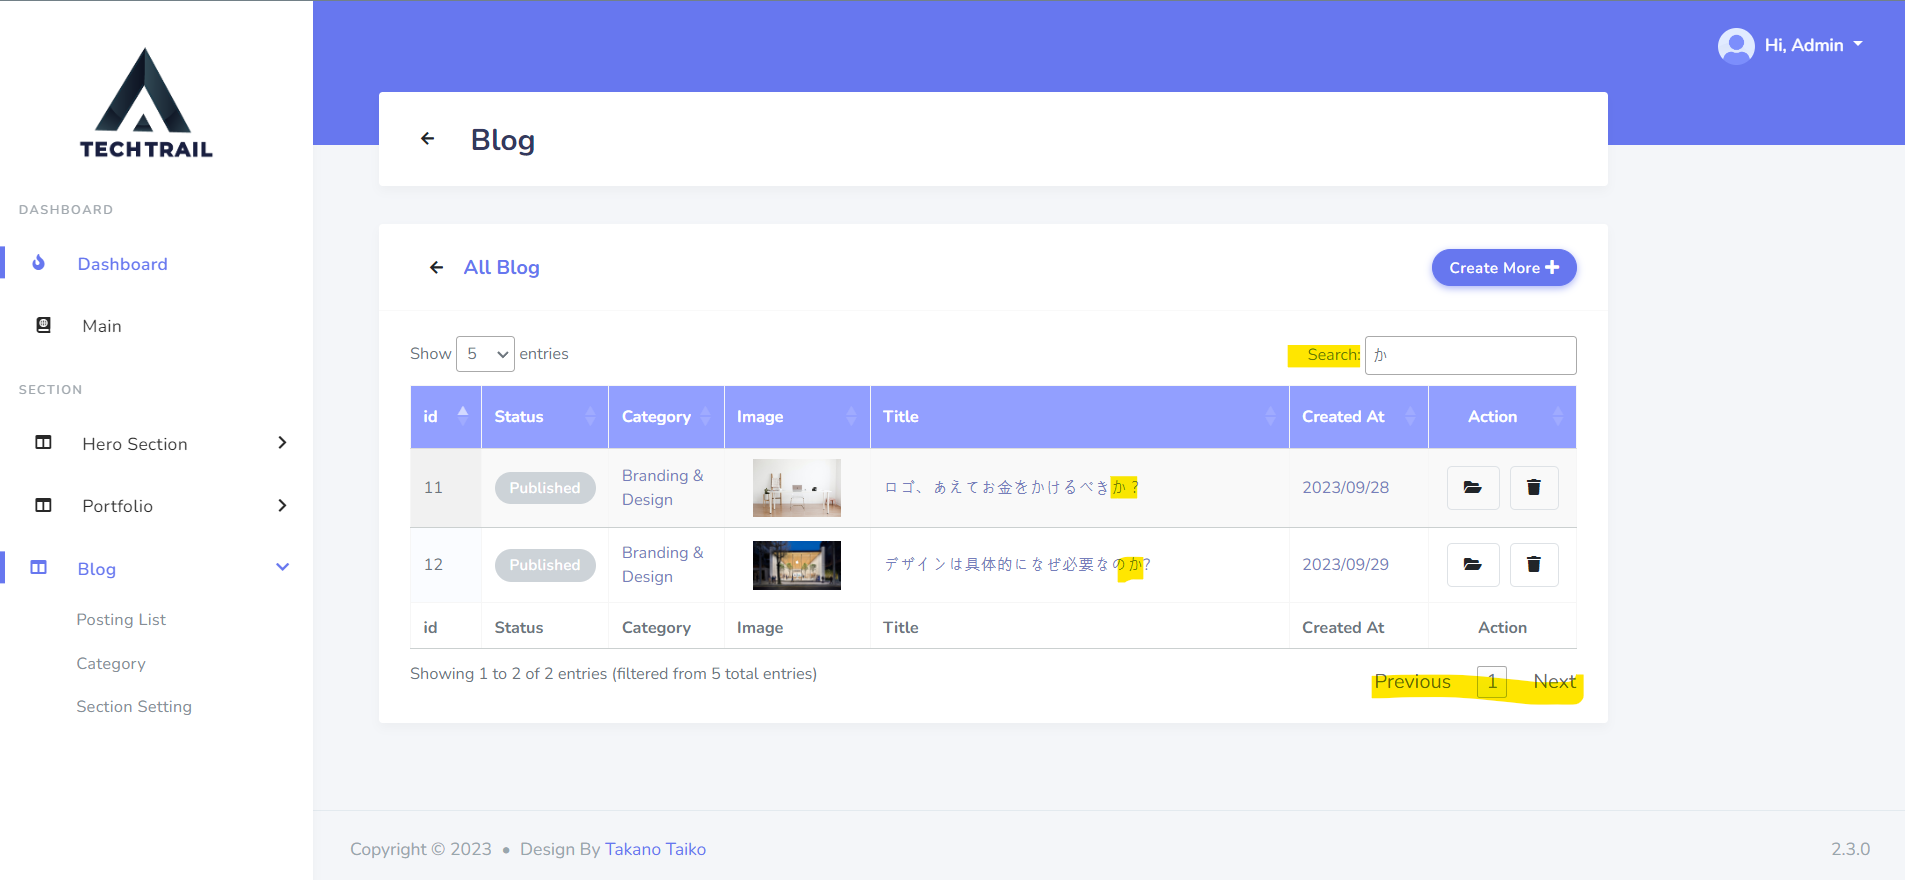 Hi, Admin
TECHTRAIL
Blog
DASHBOARD
Dashboard
Main
SECTION
Hero Section
Portfolio
Blog
Posting List
Category
Section Setting
All Blog
Create More
Show 5 entries
Search: か
id Status Category Image Title Created At Action
11 Published Branding & Design ロゴ、あえてお金をかけるべきか？ 2023/09/28
12 Published Branding & Design デザインは具体的になぜ必要なのか? 2023/09/29
id Status Category Image Title Created At Action
Showing 1 to 2 of 2 entries (filtered from 5 total entries)
Previous 1 Next
Copyright © 2023 • Design By Takano Taiko
2.3.0